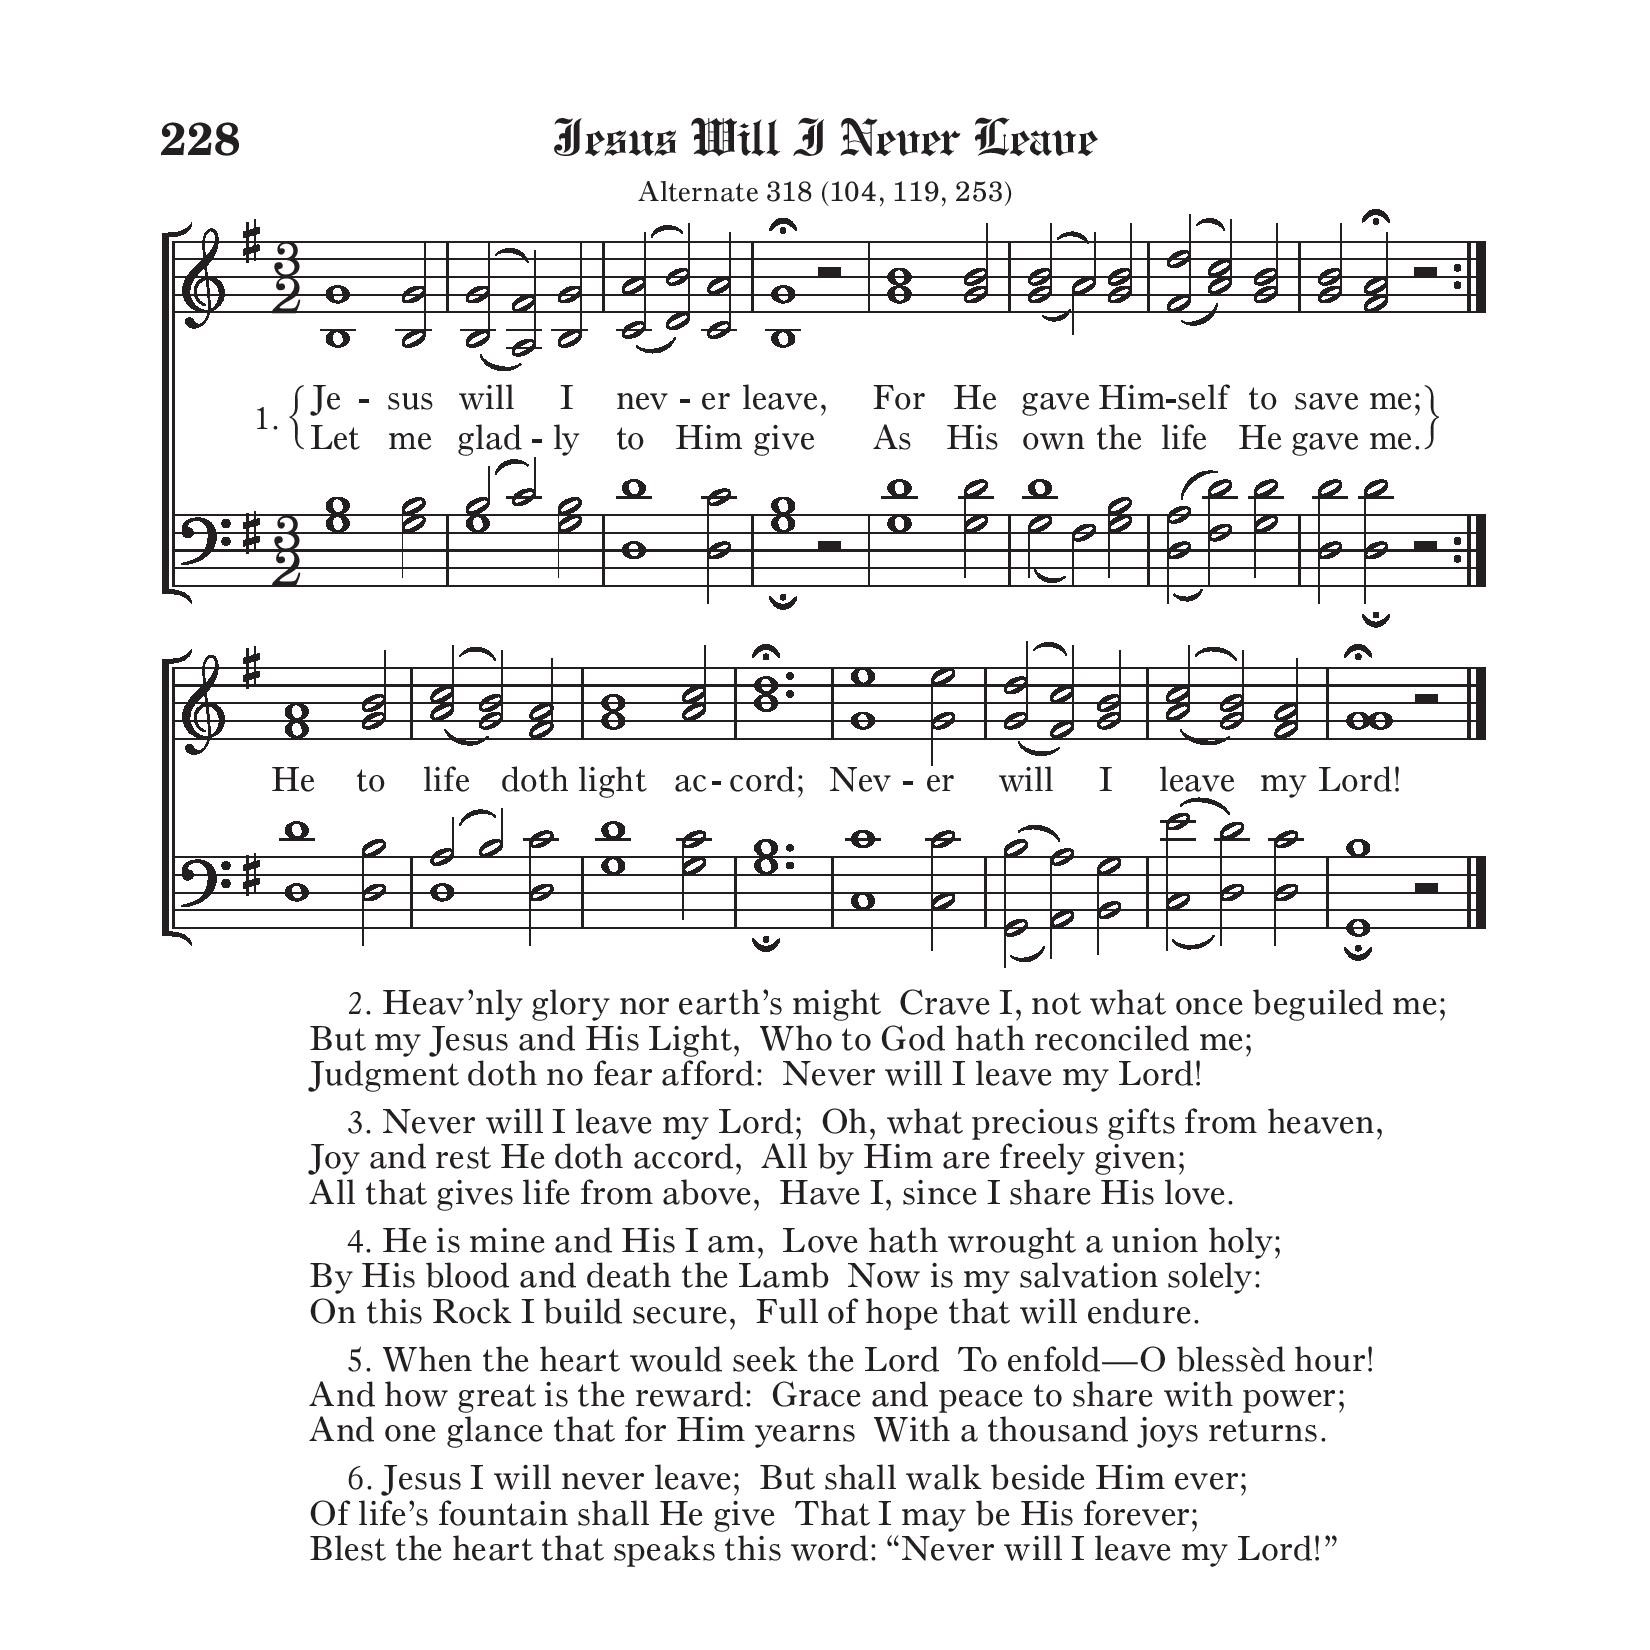 228
Jesus Will I Never Leave
Alternate 318 (104, 119, 253)
3 2
1. { Je - sus will I nev - er leave, For He gave Him-self to save me; }
Let me glad - ly to Him give As His own the life He gave me.
3 2
He to life doth light ac - cord; Nev - er will I leave my Lord!
2. Heav’nly glory nor earth’s might Crave I, not what once beguiled me;
But my Jesus and His Light, Who to God hath reconciled me;
Judgment doth no fear afford: Never will I leave my Lord!
3. Never will I leave my Lord; Oh, what precious gifts from heaven,
Joy and rest He doth accord, All by Him are freely given;
All that gives life from above, Have I, since I share His love.
4. He is mine and His I am, Love hath wrought a union holy;
By His blood and death the Lamb Now is my salvation solely:
On this Rock I build secure, Full of hope that will endure.
5. When the heart would seek the Lord To enfold—O blessèd hour!
And how great is the reward: Grace and peace to share with power;
And one glance that for Him yearns With a thousand joys returns.
6. Jesus I will never leave; But shall walk beside Him ever;
Of life’s fountain shall He give That I may be His forever;
Blest the heart that speaks this word: “Never will I leave my Lord!”